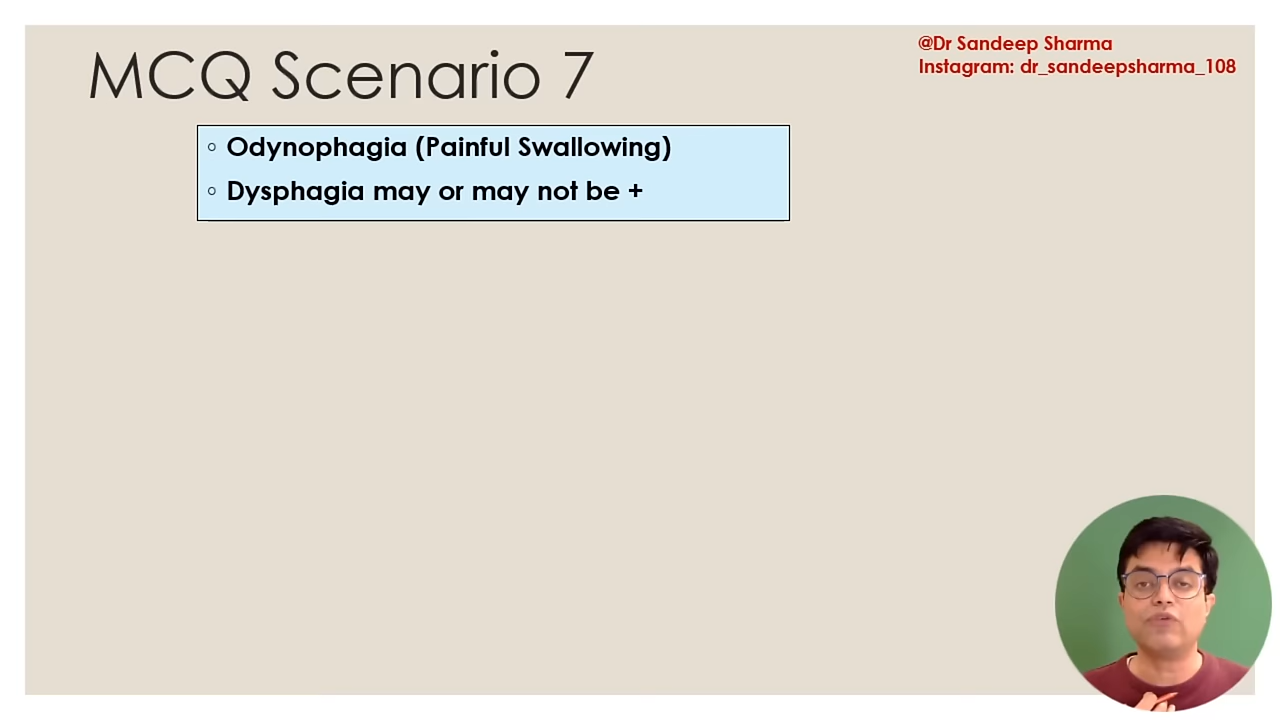 MCQ Scenario 7
@Dr Sandeep Sharma
Instagram: dr_sandeepsharma_108
◦ Odynophagia (Painful Swallowing)
◦ Dysphagia may or may not be +